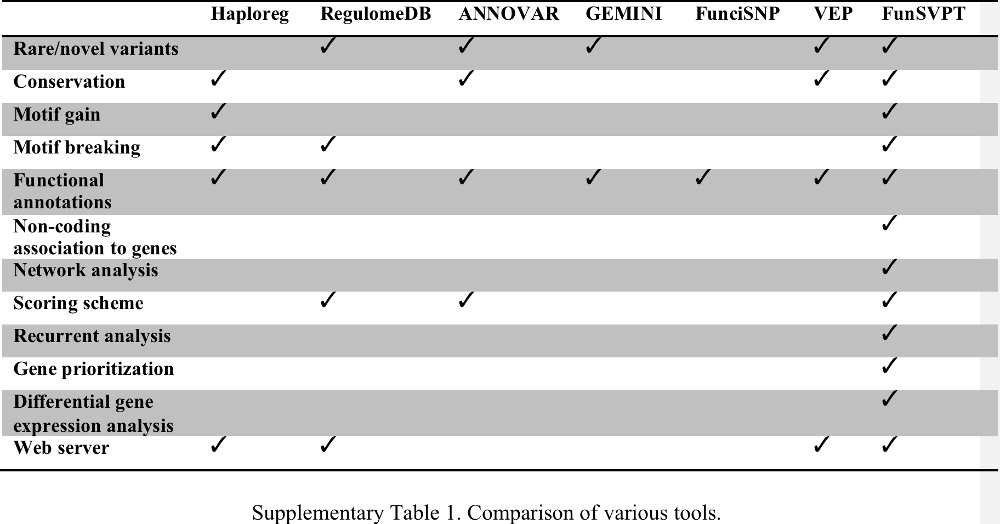 Haploreg RegulomeDB ANNOVAR GEMINI FunciSNP VEP FunSVPT
Rare/novel variants ✓ ✓ ✓ ✓ ✓
Conservation ✓ ✓ ✓ ✓
Motif gain ✓ ✓
Motif breaking ✓ ✓ ✓
Functional ✓ ✓ ✓ ✓ ✓ ✓ ✓
annotations
Non-coding ✓
association to genes
Network analysis ✓
Scoring scheme ✓ ✓ ✓
Recurrent analysis ✓
Gene prioritization ✓
Differential gene ✓
expression analysis
Web server ✓ ✓ ✓ ✓
Supplementary Table 1. Comparison of various tools.